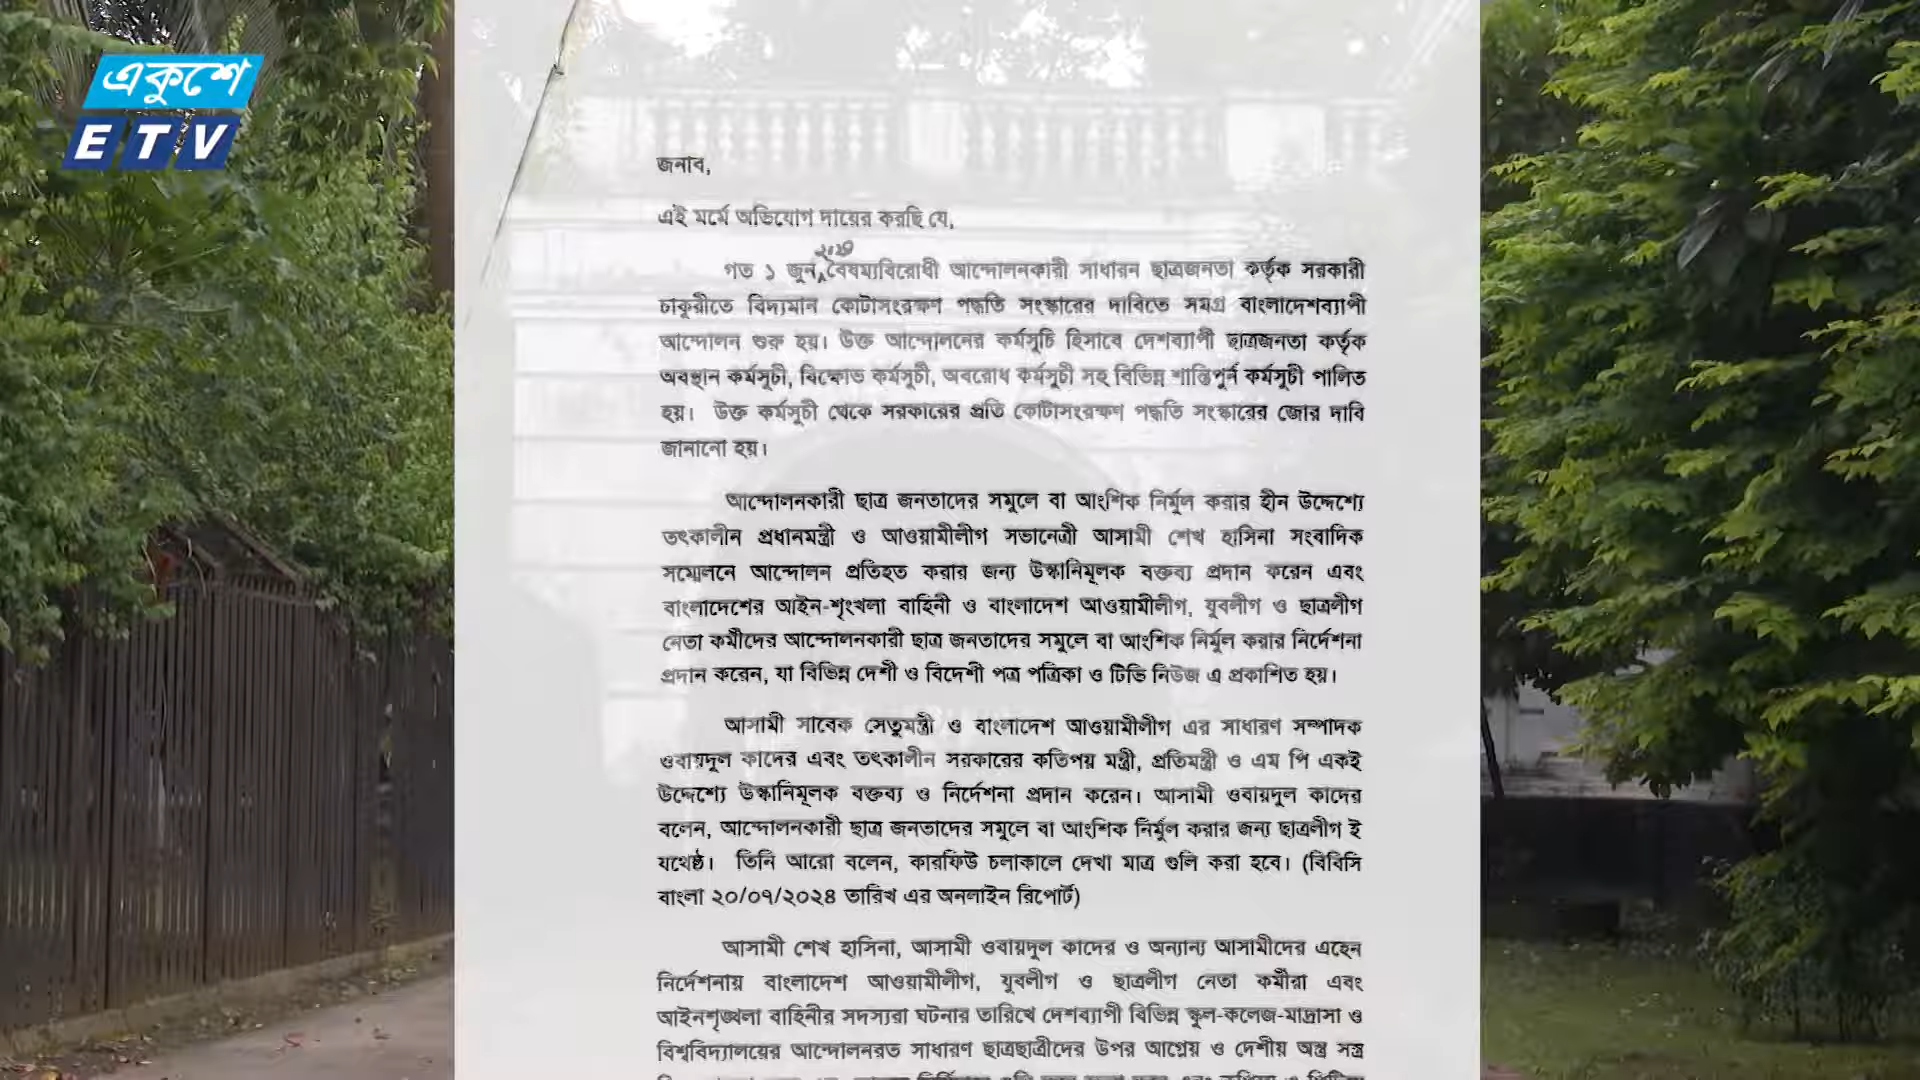 একুশে
ETV
জনাব,
এই মর্মে অভিযোগ দায়ের করছি যে,
গত ১ জুন বৈষম্যবিরোধী আন্দোলনকারী সাধারন ছাত্রজনতা কর্তৃক সরকারী
চাকুরীতে বিদ্যমান কোটাসংরক্ষণ পদ্ধতি সংস্কারের দাবিতে সমগ্র বাংলাদেশব্যাপী
আন্দোলন শুরু হয়। উক্ত আন্দোলনের কর্মসুচি হিসাবে দেশব্যাপী ছাত্রজনতা কর্তৃক
অবস্থান কর্মসূচী, বিক্ষোভ কর্মসূচী, অবরোধ কর্মসূচী সহ বিভিন্ন শান্তিপুর্ন কর্মসূচী পালিত
হয়। উক্ত কর্মসূচী থেকে সরকারের প্রতি কোটাসংরক্ষণ পদ্ধতি সংস্কারের জোর দাবি
জানানো হয়।
আন্দোলনকারী ছাত্র জনতাদের সমুলে বা আংশিক নির্মুল করার হীন উদ্দেশ্যে
তৎকালীন প্রধানমন্ত্রী ও আওয়ামীলীগ সভানেত্রী আসামী শেখ হাসিনা সংবাদিক
সম্মেলনে আন্দোলন প্রতিহত করার জন্য উস্কানিমূলক বক্তব্য প্রদান করেন এবং
বাংলাদেশের আইন-শৃংখলা বাহিনী ও বাংলাদেশ আওয়ামীলীগ, যুবলীগ ও ছাত্রলীগ
নেতা কর্মীদের আন্দোলনকারী ছাত্র জনতাদের সমুলে বা আংশিক নির্মুল করার নির্দেশনা
প্রদান করেন, যা বিভিন্ন দেশী ও বিদেশী পত্র পত্রিকা ও টিভি নিউজ এ প্রকাশিত হয়।
আসামী সাবেক সেতুমন্ত্রী ও বাংলাদেশ আওয়ামীলীগ এর সাধারণ সম্পাদক
ওবায়দুল কাদের এবং তৎকালীন সরকারের কতিপয় মন্ত্রী, প্রতিমন্ত্রী ও এম পি একই
উদ্দেশ্যে উস্কানিমূলক বক্তব্য ও নির্দেশনা প্রদান করেন। আসামী ওবায়দুল কাদের
বলেন, আন্দোলনকারী ছাত্র জনতাদের সমুলে বা আংশিক নির্মুল করার জন্য ছাত্রলীগ ই
যথেষ্ঠ। তিনি আরো বলেন, কারফিউ চলাকালে দেখা মাত্র গুলি করা হবে। (বিবিসি
বাংলা ২০/০৭/২০২৪ তারিখ এর অনলাইন রিপোর্ট)
আসামী শেখ হাসিনা, আসামী ওবায়দুল কাদের ও অন্যান্য আসামীদের এহেন
নির্দেশনায় বাংলাদেশ আওয়ামীলীগ, যুবলীগ ও ছাত্রলীগ নেতা কর্মীরা এবং
আইনশৃঙ্খলা বাহিনীর সদস্যরা ঘটনার তারিখে দেশব্যাপী বিভিন্ন স্কুল-কলেজ-মাদ্রাসা ও
বিশ্ববিদ্যালয়ের আন্দোলনরত সাধারণ ছাত্রছাত্রীদের উপর আগ্নেয় ও দেশীয় অস্ত্র সস্ত্র